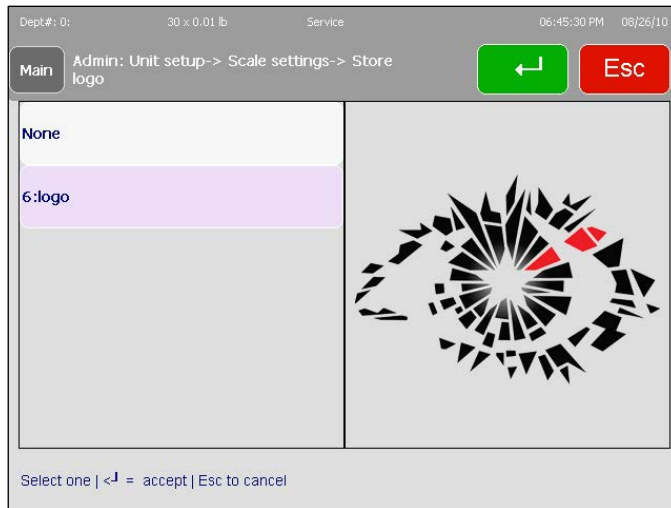 Dept#: 0: 30 x 0.01 lb Service 06:45:30 PM 08/26/10
Main
Admin: Unit setup-> Scale settings-> Store
logo
Esc
None
6:logo
Select one | <┘ = accept | Esc to cancel